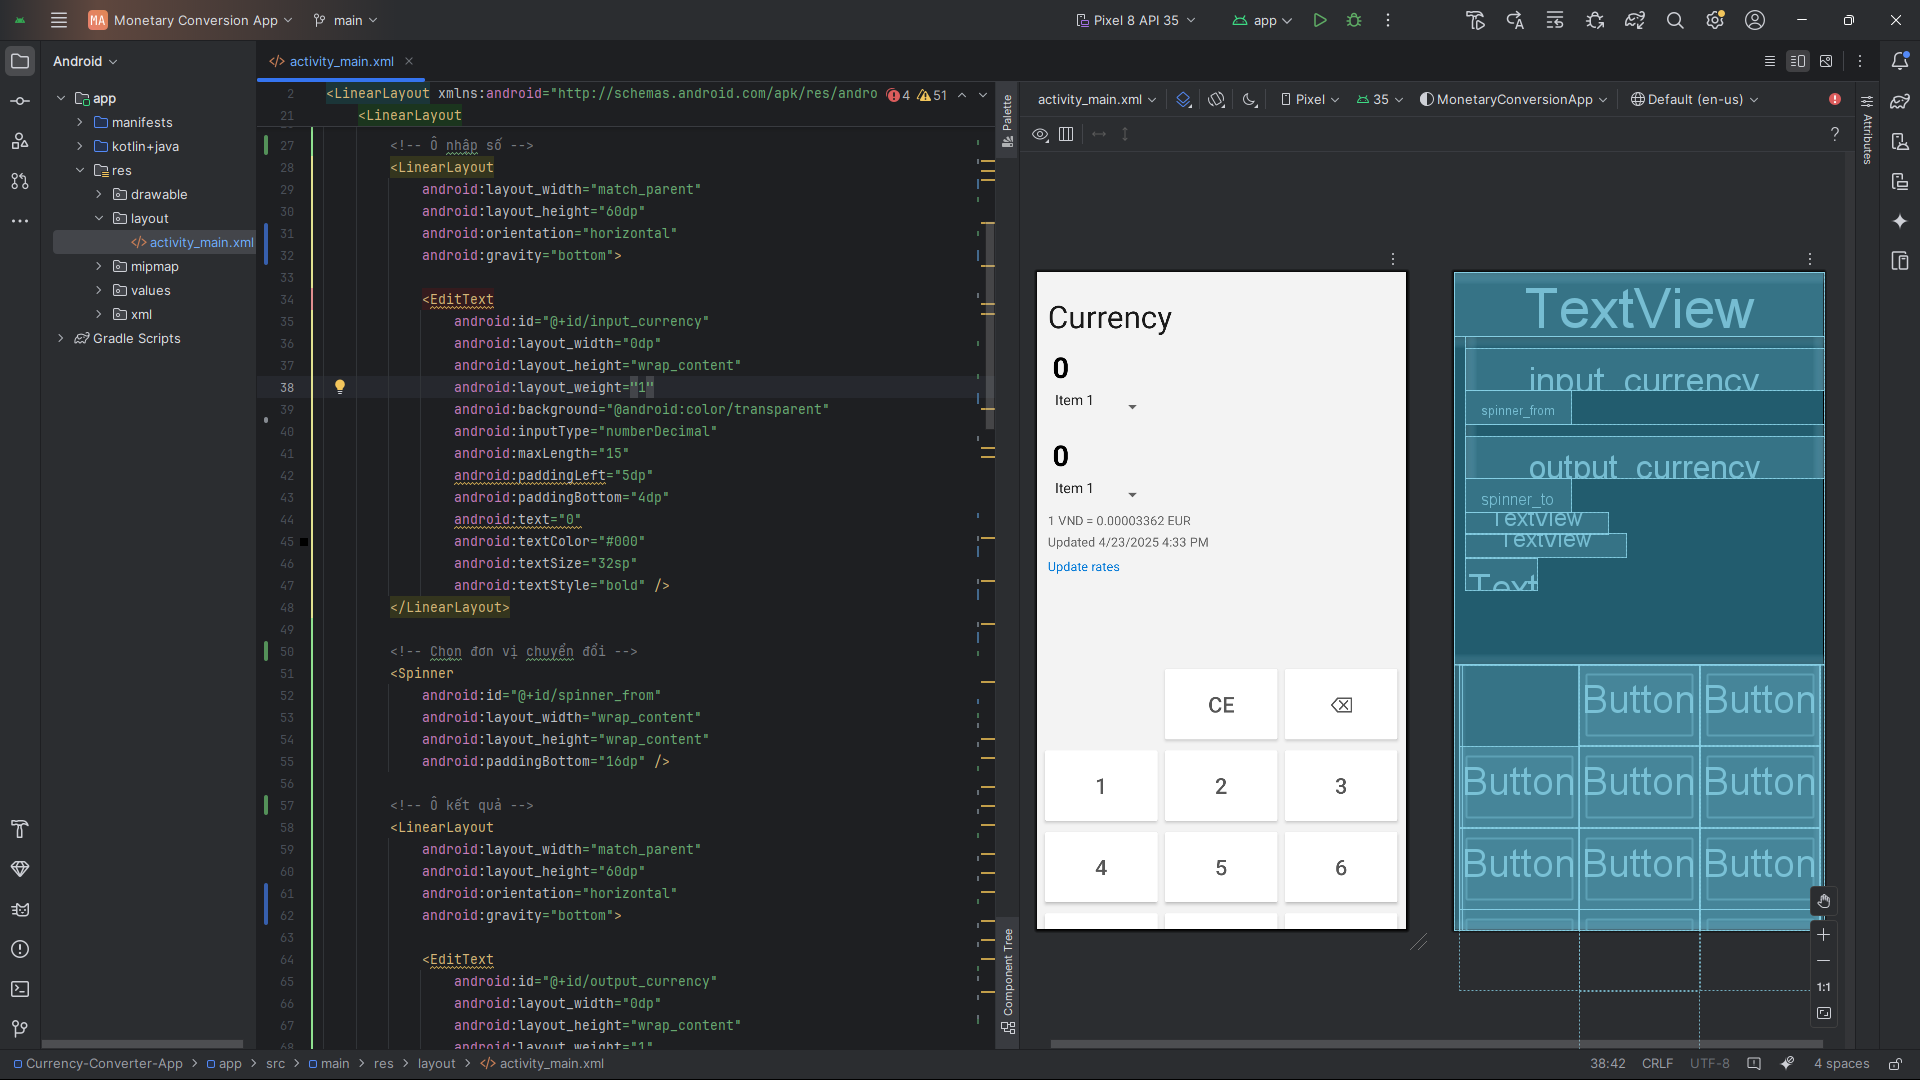 MA Monetary Conversion App main Pixel 8 API 35 app
Android
activity_main.xml
app
manifests
kotlin+java
res
drawable
layout
activity_main.xml
mipmap
values
xml
Gradle Scripts
2 <LinearLayout xmlns:android="http://schemas.android.com/apk/res/andro 4 51
21 <LinearLayout
27 <!-- Ô nhập số -->
28 <LinearLayout
29 android:layout_width="match_parent"
30 android:layout_height="60dp"
31 android:orientation="horizontal"
32 android:gravity="bottom">
33
34 <EditText
35 android:id="@+id/input_currency"
36 android:layout_width="0dp"
37 android:layout_height="wrap_content"
38 android:layout_weight="1"
39 android:background="@android:color/transparent"
40 android:inputType="numberDecimal"
41 android:maxLength="15"
42 android:paddingLeft="5dp"
43 android:paddingBottom="4dp"
44 android:text="0"
45 android:textColor="#000"
46 android:textSize="32sp"
47 android:textStyle="bold" />
48 </LinearLayout>
49
50 <!-- Chọn đơn vị chuyển đổi -->
51 <Spinner
52 android:id="@+id/spinner_from"
53 android:layout_width="wrap_content"
54 android:layout_height="wrap_content"
55 android:paddingBottom="16dp" />
56
57 <!-- Ô kết quả -->
58 <LinearLayout
59 android:layout_width="match_parent"
60 android:layout_height="60dp"
61 android:orientation="horizontal"
62 android:gravity="bottom">
63
64 <EditText
65 android:id="@+id/output_currency"
66 android:layout_width="0dp"
67 android:layout_height="wrap_content"
68 android:layout_weight="1"
Palette
Component Tree
activity_main.xml Pixel 35 MonetaryConversionApp Default (en-us)
?
Attributes
Currency
0
Item 1
0
Item 1
1 VND = 0.00003362 EUR
Updated 4/23/2025 4:33 PM
Update rates
CE
1 2 3
4 5 6
TextView
input_currency
spinner_from
output_currency
spinner_to
TextView
TextView
Text
Button Button
Button Button Button
Button Button Button
1:1
Currency-Converter-App app src main res layout activity_main.xml
38:42 CRLF UTF-8 4 spaces